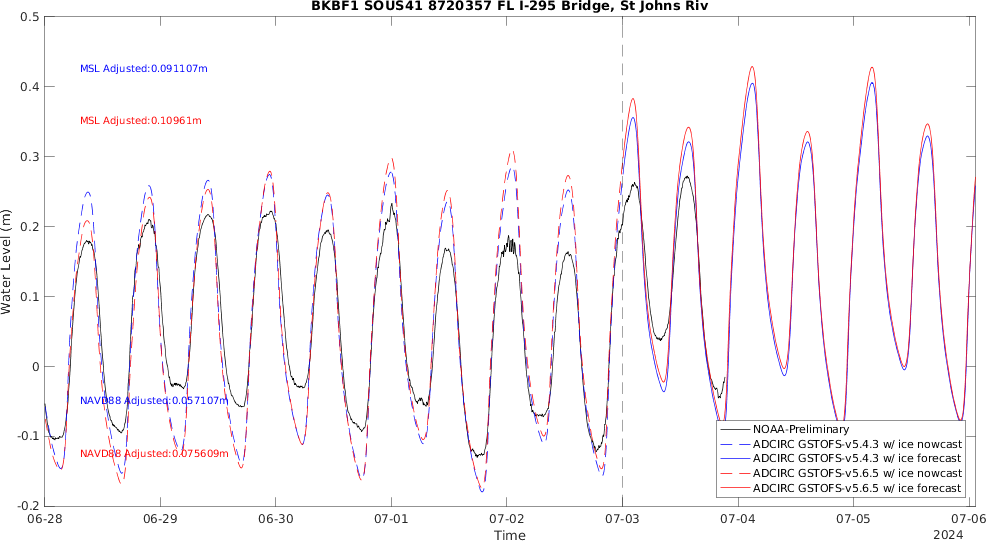 BKBF1 SOUS41 8720357 FL I-295 Bridge, St Johns Riv
0.5
0.4
0.3
0.2
0.1
0
-0.1
-0.2
Water Level (m)
MSL Adjusted:0.091107m
MSL Adjusted:0.10961m
NAVD88 Adjusted:0.057107m
NAVD88 Adjusted:0.075609m
NOAA-Preliminary
ADCIRC GSTOFS-v5.4.3 w/ ice nowcast
ADCIRC GSTOFS-v5.4.3 w/ ice forecast
ADCIRC GSTOFS-v5.6.5 w/ ice nowcast
ADCIRC GSTOFS-v5.6.5 w/ ice forecast
06-28 06-29 06-30 07-01 07-02 07-03 07-04 07-05 07-06
Time
2024